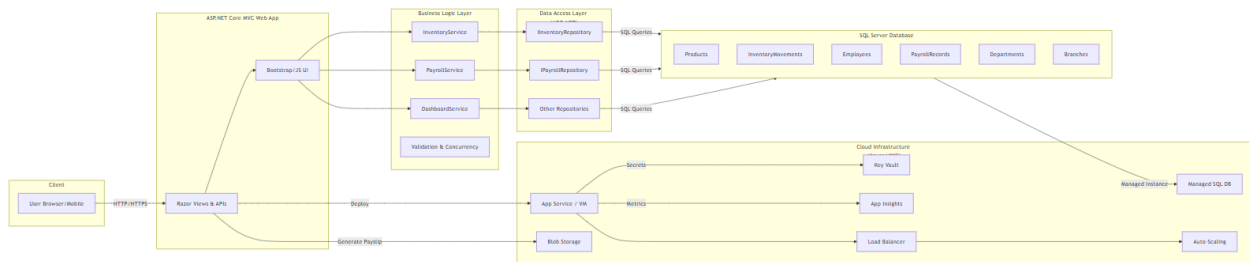 ASP.NET Core MVC Web App
Bootstrap/JS UI
Razor Views & APIs
Client
User Browser/Mobile
HTTP/HTTPS
Business Logic Layer
InventoryService
PayrollService
DashboardService
Validation & Concurrency
Data Access Layer
IInventoryRepository
IPayrollRepository
Other Repositories
SQL Queries
SQL Queries
SQL Queries
SQL Server Database
Products
InventoryMovements
Employees
PayrollRecords
Departments
Branches
Deploy
Generate Payslip
Cloud Infrastructure
App Service / VM
Blob Storage
Secrets
Metrics
Key Vault
App Insights
Load Balancer
Managed Instance
Managed SQL DB
Auto-Scaling